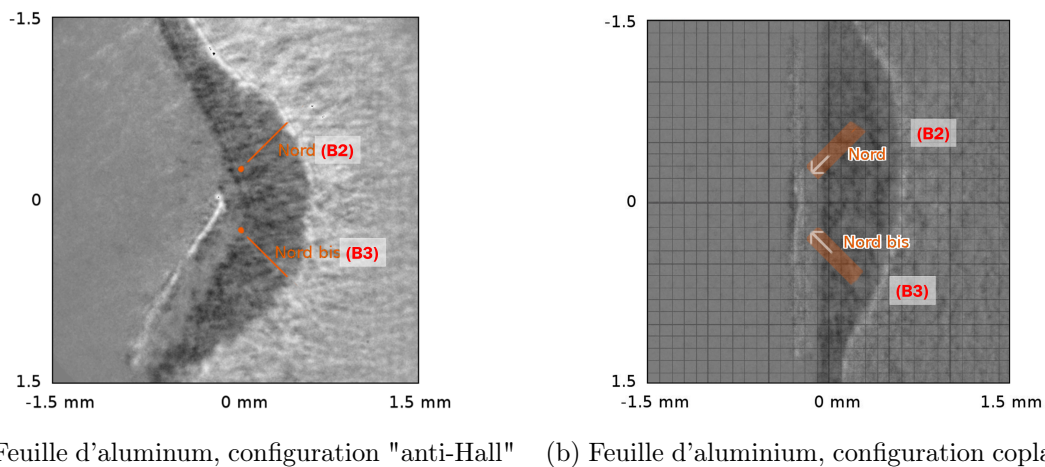 -1.5
0
1.5
-1.5 mm
0 mm
1.5 mm
Nord (B2)
Nord bis (B3)
-1.5
0
1.5
-1.5 mm
0 mm
1.5 mm
(B2)
Nord
Nord bis
(B3)
Feuille d'aluminum, configuration "anti-Hall"
(b) Feuille d'aluminium, configuration copla